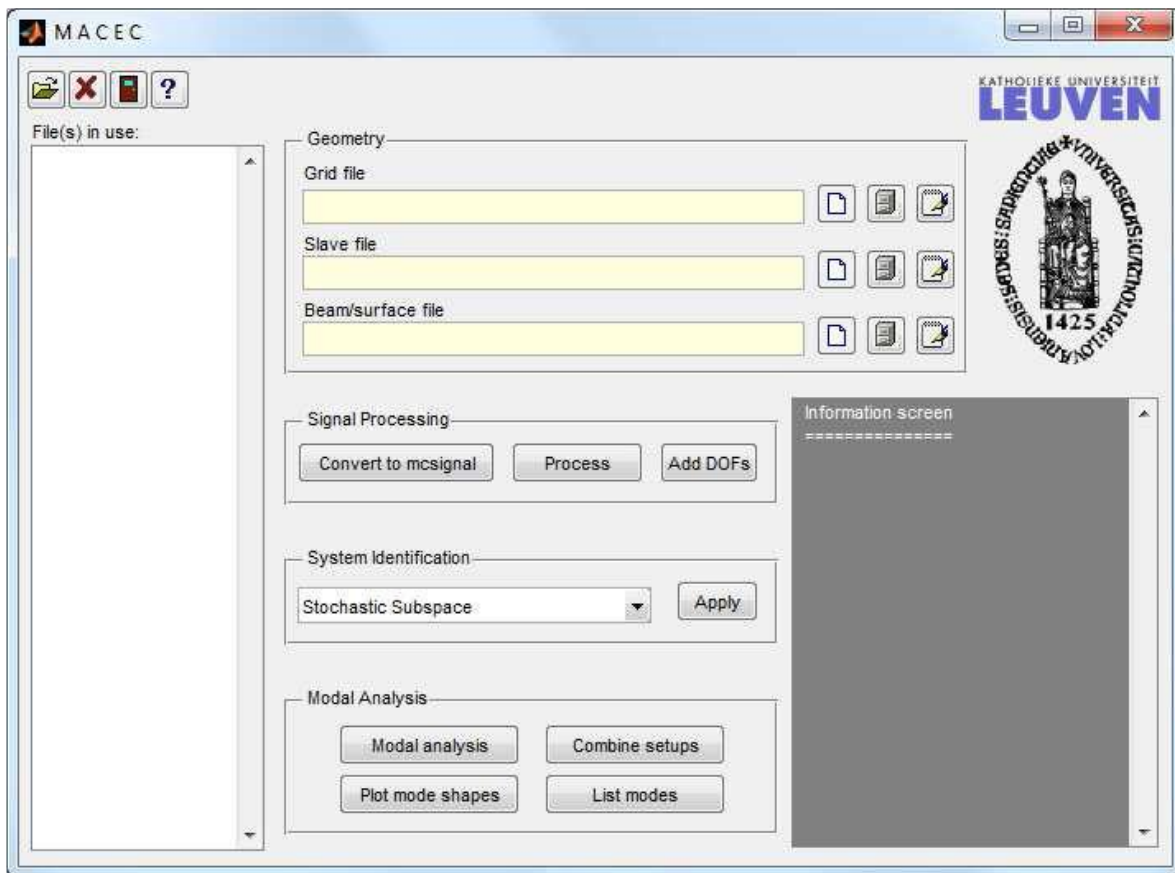 MACEC
?
KATHOLIEKE UNIVERSITEIT
LEUVEN
File(s) in use:
Geometry
Grid file
Slave file
Beam/surface file
1425
Signal Processing
Convert to mcsignal
Process
Add DOFs
Information screen
===============
System Identification
Stochastic Subspace
Apply
Modal Analysis
Modal analysis
Combine setups
Plot mode shapes
List modes